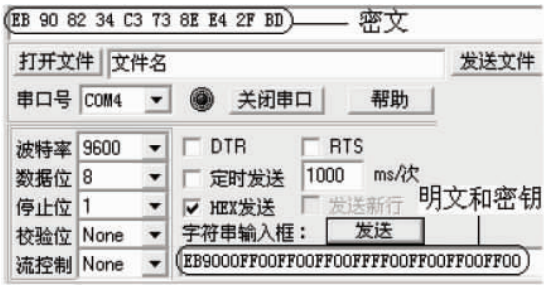 EB 90 82 34 C3 73 8E E4 2F BD 密文
打开文件 文件名 发送文件
串口号 COM4 关闭串口 帮助
波特率 9600 DTR RTS
数据位 8 定时发送 1000 ms/次
停止位 1 HEX发送 发送新行 明文和密钥
校验位 None 字符串输入框： 发送
流控制 None EB9000FF00FF00FF00FFFF00FF00FF00FF00